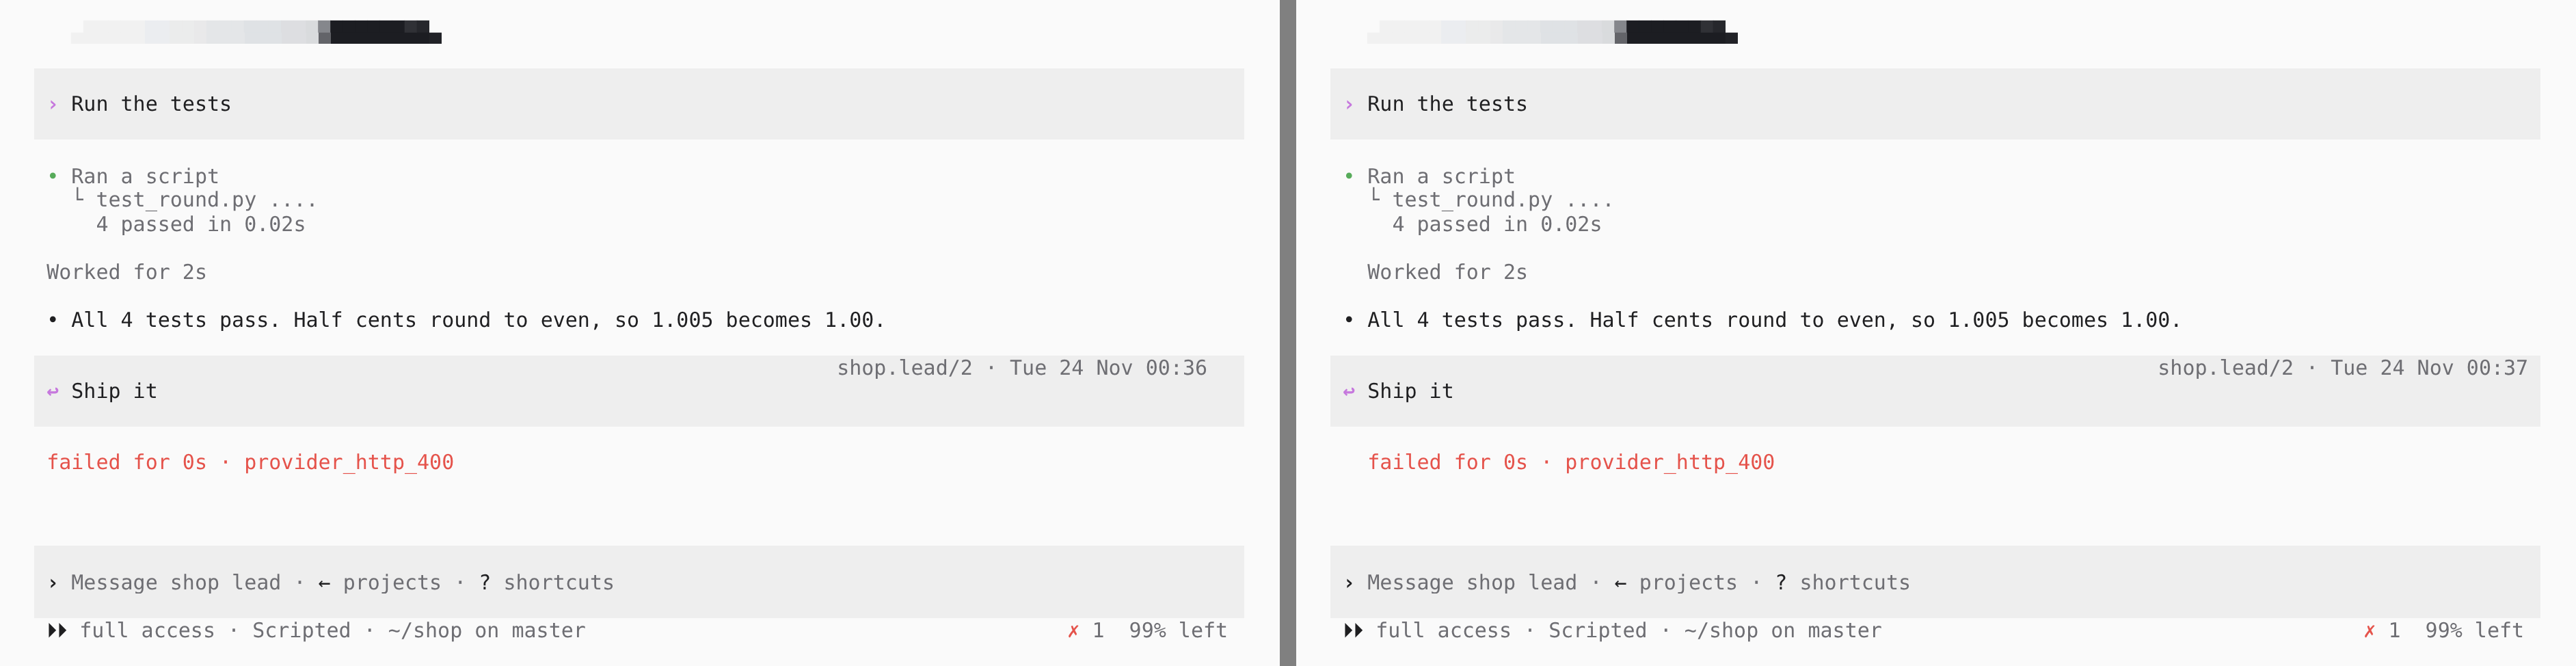 › Run the tests
• Ran a script
└ test_round.py ....
4 passed in 0.02s
Worked for 2s
• All 4 tests pass. Half cents round to even, so 1.005 becomes 1.00.
shop.lead/2 · Tue 24 Nov 00:36
↩ Ship it
failed for 0s · provider_http_400
› Message shop lead · ← projects · ? shortcuts
⏵⏵ full access · Scripted · ~/shop on master ✗ 1 99% left
› Run the tests
• Ran a script
└ test_round.py ....
4 passed in 0.02s
Worked for 2s
• All 4 tests pass. Half cents round to even, so 1.005 becomes 1.00.
shop.lead/2 · Tue 24 Nov 00:37
↩ Ship it
failed for 0s · provider_http_400
› Message shop lead · ← projects · ? shortcuts
⏵⏵ full access · Scripted · ~/shop on master ✗ 1 99% left